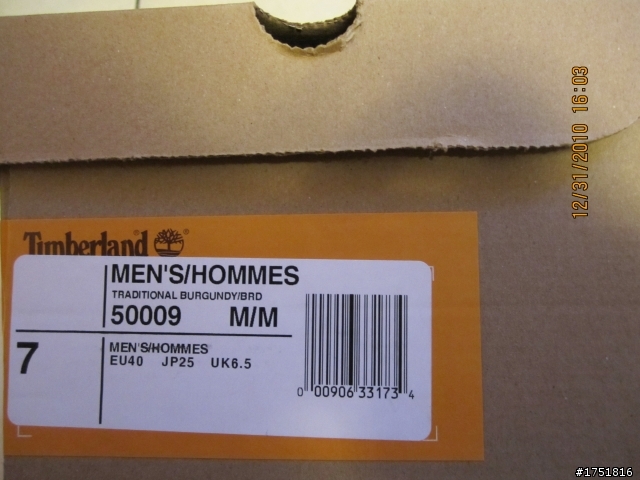 12/31/2010 16:03
Timberland
MEN'S/HOMMES
TRADITIONAL BURGUNDY/BRD
50009 M/M
7
MEN'S/HOMMES
EU40 JP25 UK6.5
0 00906 33173 4
#1751816